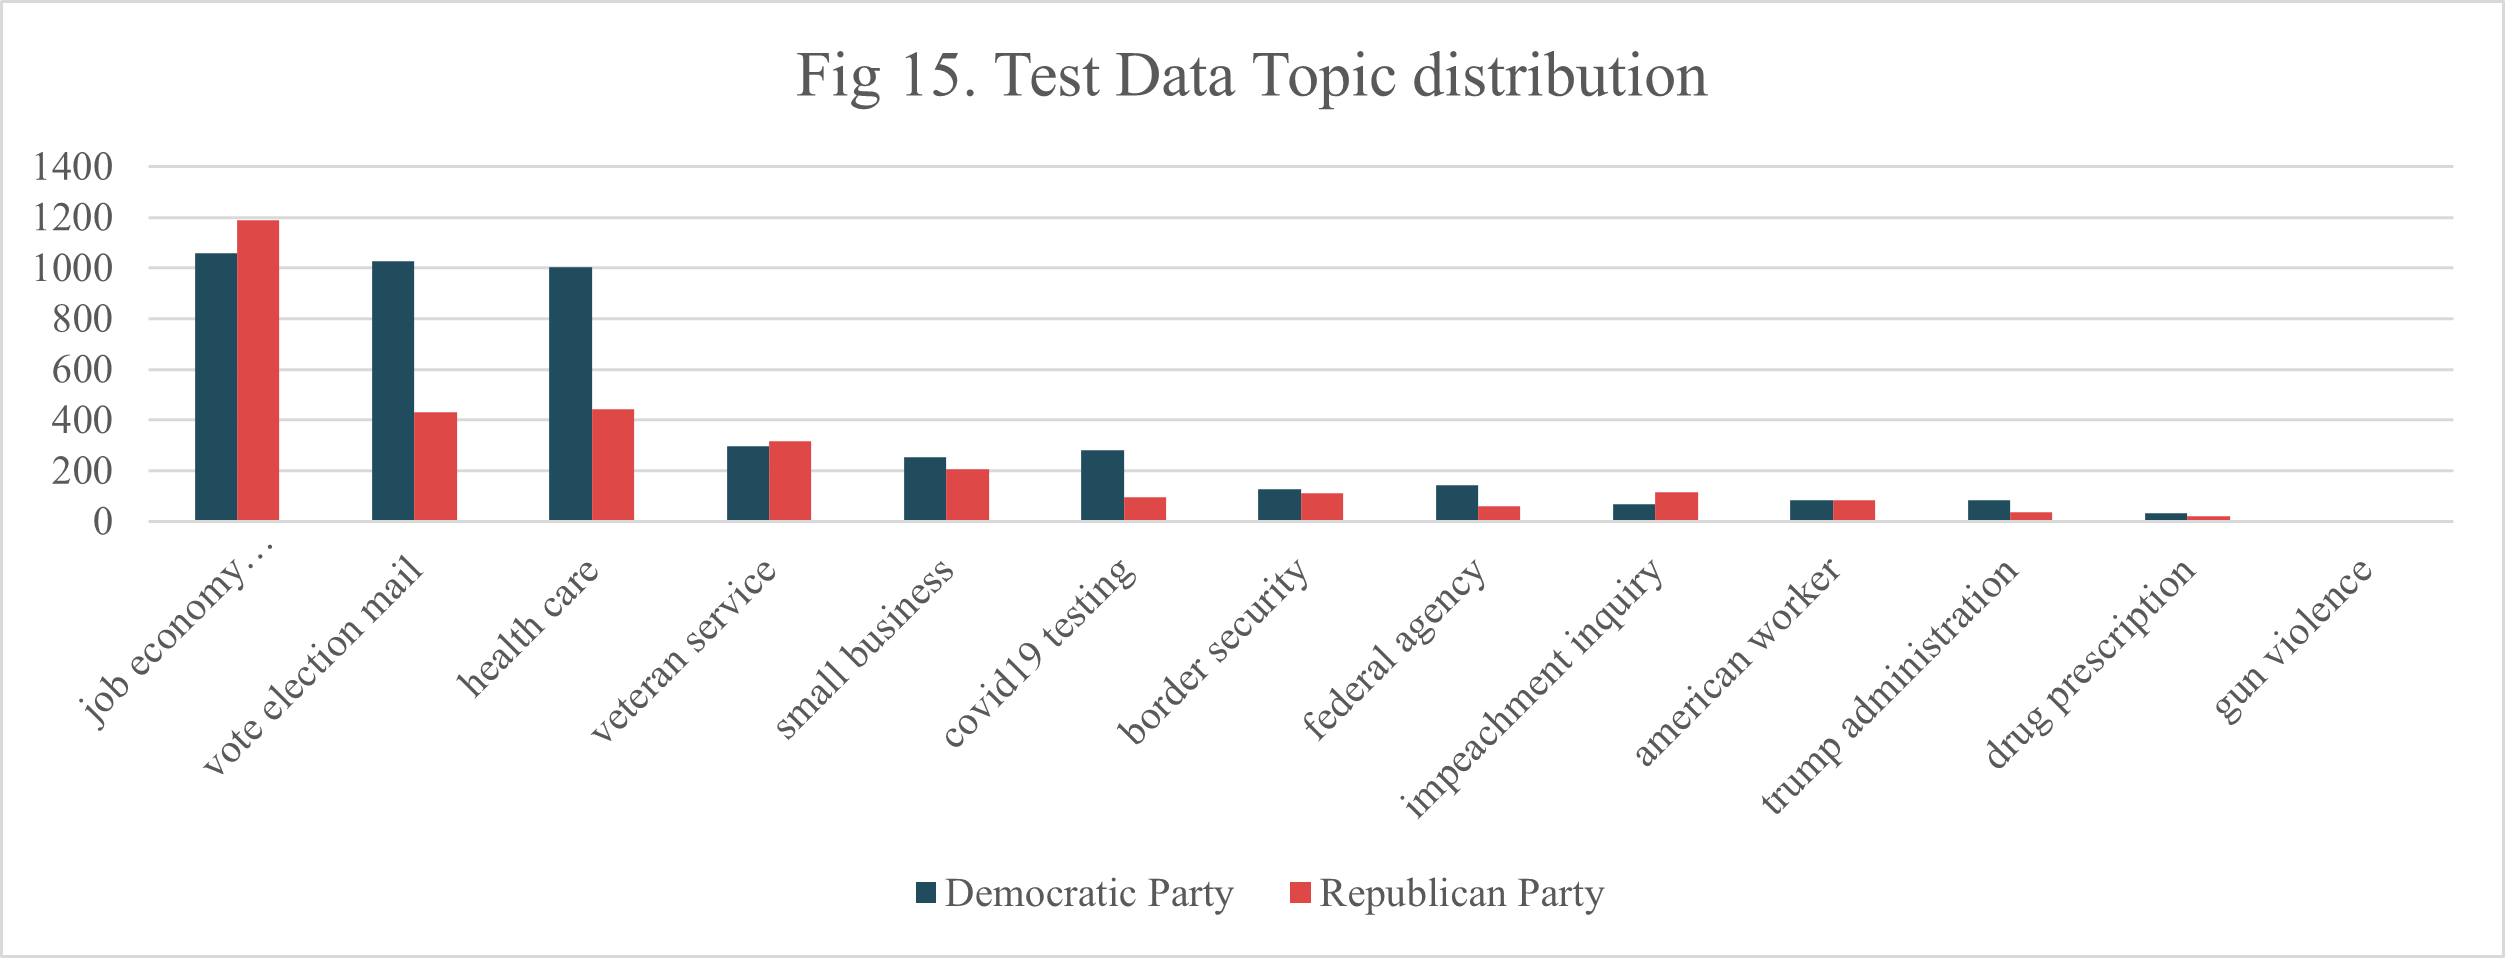 Fig 15. Test Data Topic distribution
1400
1200
1000
800
600
400
200
0
job economy…
vote election mail
health care
veteran service
small business
covid19 testing
border security
federal agency
impeachment inquiry
american worker
trump administration
drug prescription
gun violence
Democratic Party
Republican Party